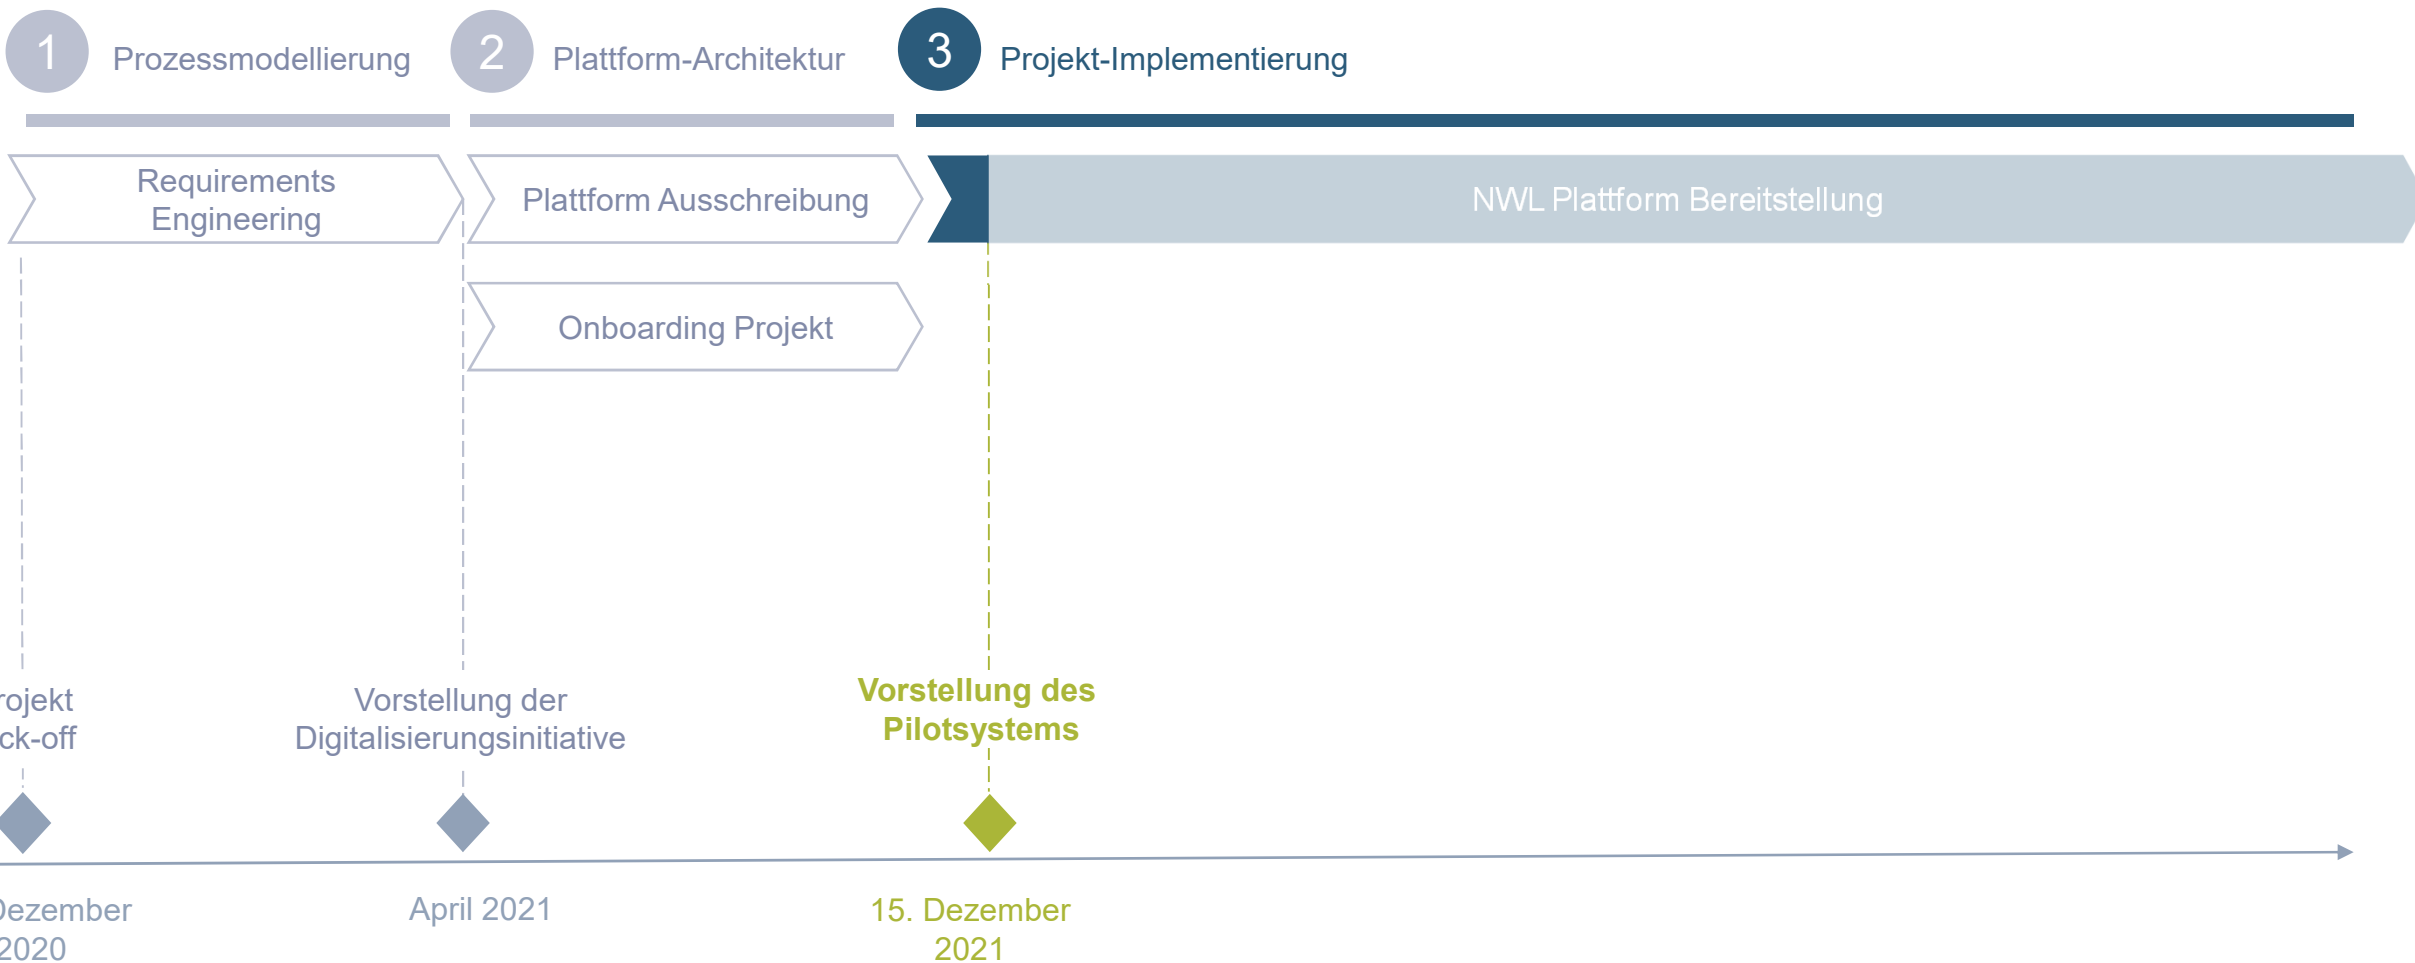 1 Prozessmodellierung
2 Plattform-Architektur
3 Projekt-Implementierung
Requirements
Engineering
Plattform Ausschreibung
NWL Plattform Bereitstellung
Onboarding Projekt
rojekt
ck-off
Vorstellung der
Digitalisierungsinitiative
Vorstellung des
Pilotsystems
Dezember
2020
April 2021
15. Dezember
2021